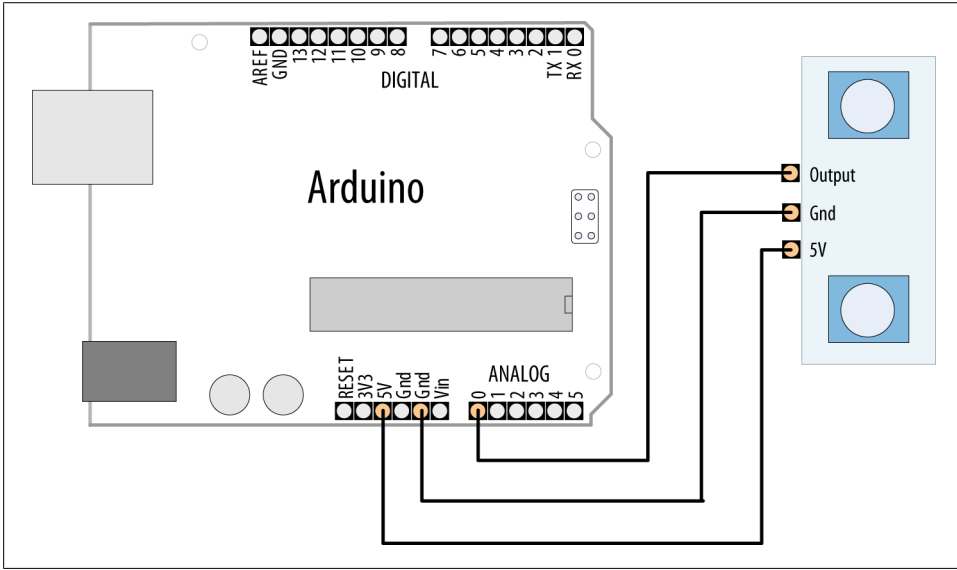 AREF
GND
13
12
11
10
9
8
7
6
5
4
3
2
TX 1
RX 0
DIGITAL
Arduino
Output
Gnd
5V
RESET
3V3
5V
Gnd
Gnd
Vin
ANALOG
0
1
2
3
4
5